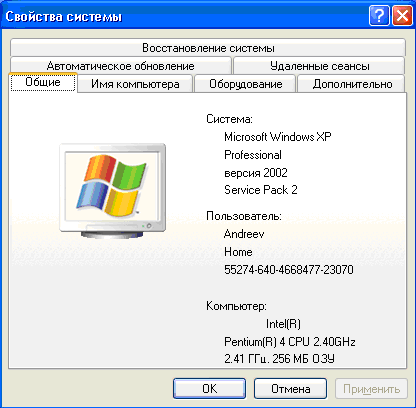 Свойства системы
Восстановление системы
Автоматическое обновление
Удаленные сеансы
Общие
Имя компьютера
Оборудование
Дополнительно
Система:
Microsoft Windows XP
Professional
версия 2002
Service Pack 2
Пользователь:
Andreev
Home
55274-640-4668477-23070
Компьютер:
Intel(R)
Pentium(R) 4 CPU 2.40GHz
2.41 ГГц, 256 МБ ОЗУ
OK
Отмена
Применить